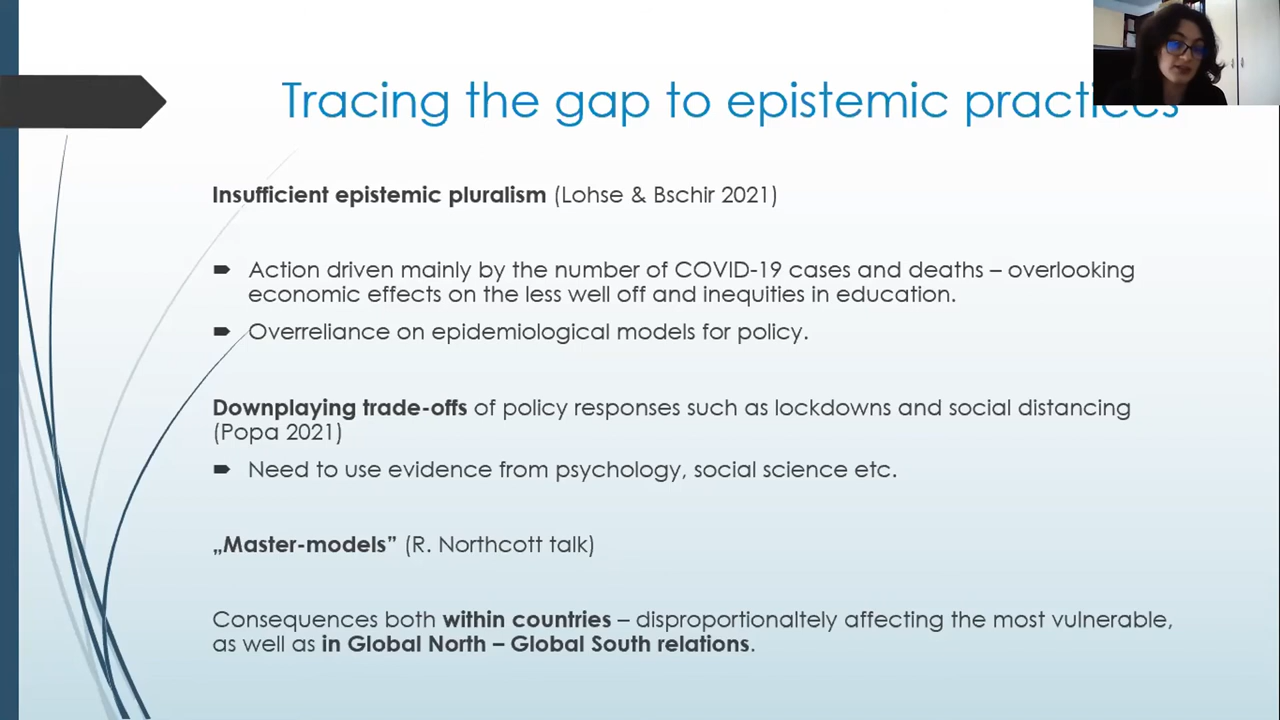 Tracing the gap to epistemic practices
Insufficient epistemic pluralism (Lohse & Bschir 2021)
Action driven mainly by the number of COVID-19 cases and deaths – overlooking
economic effects on the less well off and inequities in education.
Overreliance on epidemiological models for policy.
Downplaying trade-offs of policy responses such as lockdowns and social distancing
(Popa 2021)
Need to use evidence from psychology, social science etc.
„Master-models” (R. Northcott talk)
Consequences both within countries – disproportionaltely affecting the most vulnerable,
as well as in Global North – Global South relations.